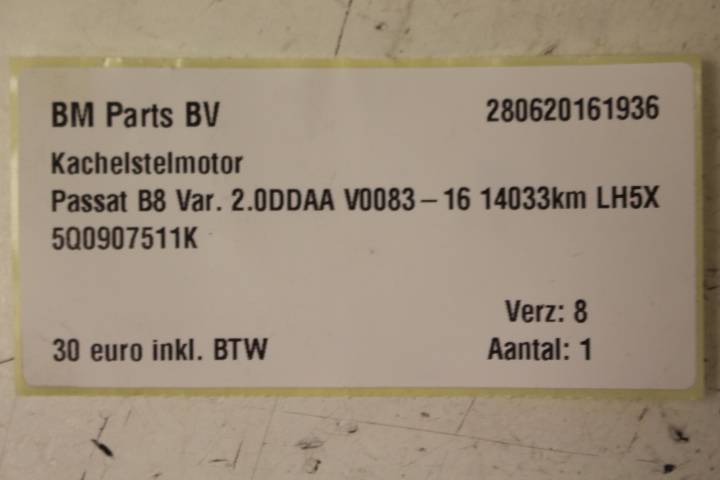 BM Parts BV 280620161936
Kachelstelmotor
Passat B8 Var. 2.0DDAA V0083-16 14033km LH5X
5Q0907511K
Verz: 8
30 euro inkl. BTW Aantal: 1